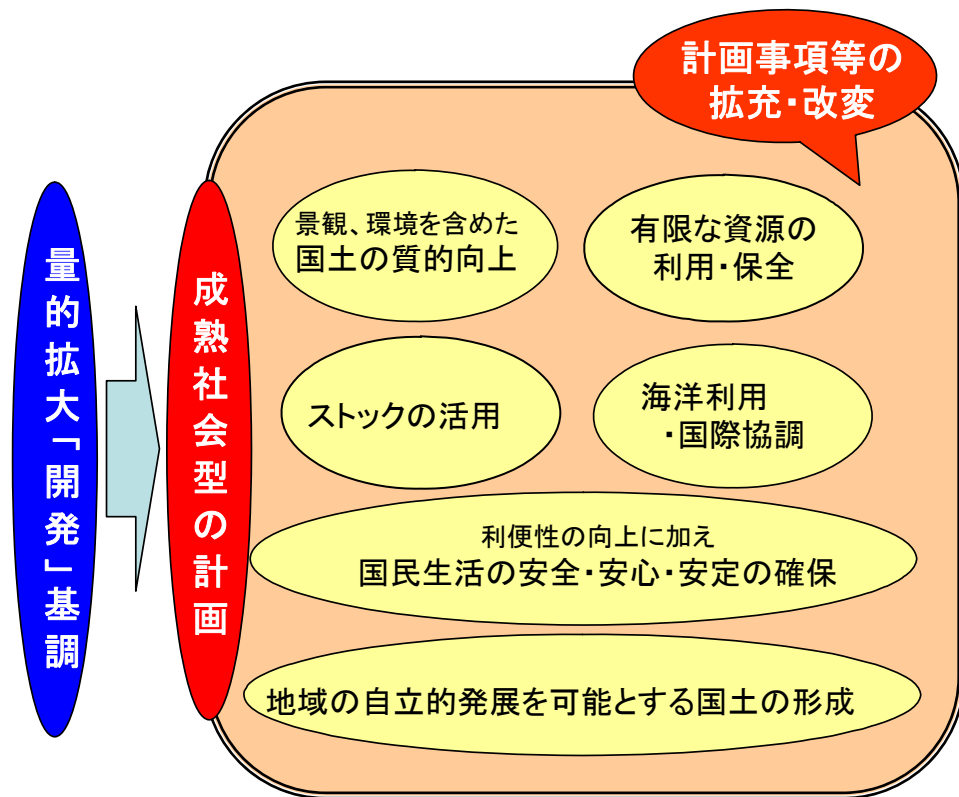 計画事項等の
拡充・改変
量的拡大「開発」基調
成熟社会型の計画
景観、環境を含めた
国土の質的向上
有限な資源の
利用・保全
ストックの活用
海洋利用
・国際協調
利便性の向上に加え
国民生活の安全・安心・安定の確保
地域の自立的発展を可能とする国土の形成